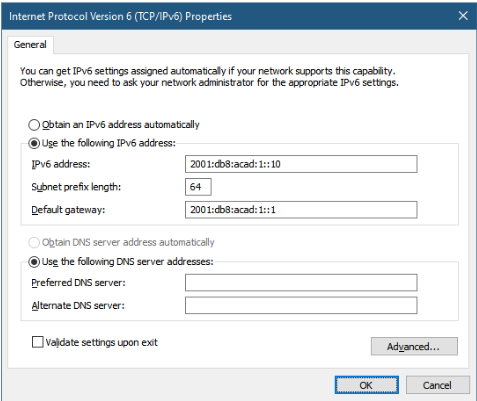 Internet Protocol Version 6 (TCP/IPv6) Properties
General
You can get IPv6 settings assigned automatically if your network supports this capability.
Otherwise, you need to ask your network administrator for the appropriate IPv6 settings.
Obtain an IPv6 address automatically
Use the following IPv6 address:
IPv6 address: 2001:db8:acad:1::10
Subnet prefix length: 64
Default gateway: 2001:db8:acad:1::1
Obtain DNS server address automatically
Use the following DNS server addresses:
Preferred DNS server:
Alternate DNS server:
Validate settings upon exit
Advanced...
OK Cancel